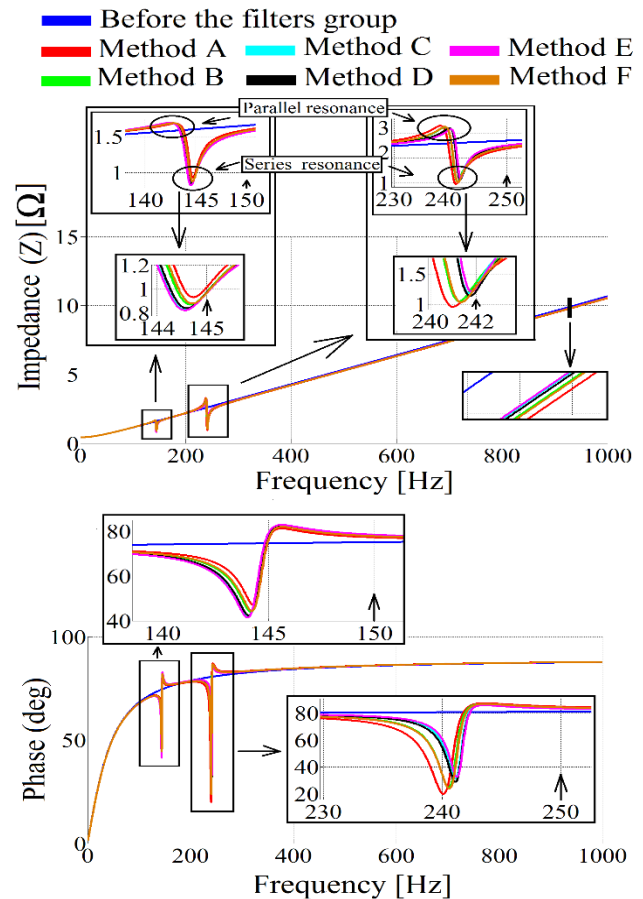 Before the filters group
Method A Method C Method E
Method B Method D Method F
Parallel resonance
Series resonance
1.5
1
140 145 150
3
2
1
230 240 250
1.2
1
0.8
144 145
1.5
1
240 242
Impedance (Z) [Ω]
15
10
5
0
0 200 400 600 800 1000
Frequency [Hz]
80
60
40
140 145 150
Phase (deg)
100
50
0
80
60
40
20
230 240 250
0 200 400 600 800 1000
Frequency [Hz]